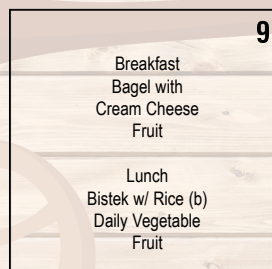 9
Breakfast
Bagel with
Cream Cheese
Fruit
Lunch
Bistek w/ Rice (b)
Daily Vegetable
Fruit